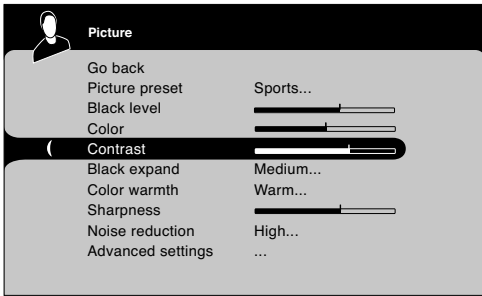 Picture
Go back
Picture preset Sports...
Black level
Color
Contrast
Black expand Medium...
Color warmth Warm...
Sharpness
Noise reduction High...
Advanced settings ...